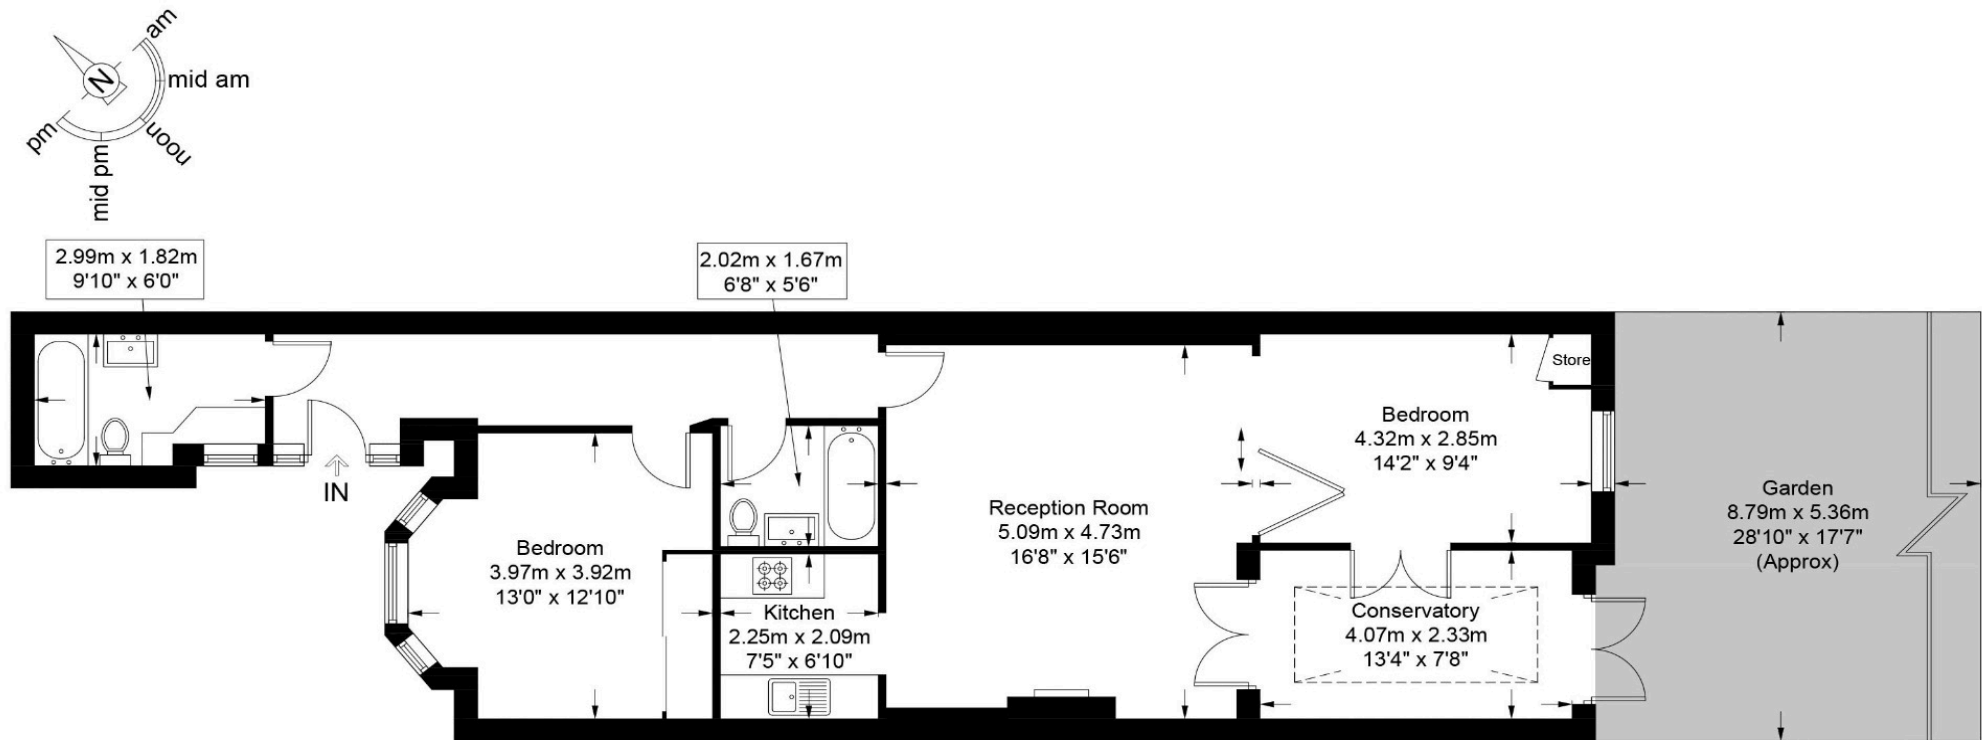 am
mid am
noon
mid pm
pm
N
2.99m x 1.82m
9'10" x 6'0"
2.02m x 1.67m
6'8" x 5'6"
IN
Bedroom
3.97m x 3.92m
13'0" x 12'10"
Kitchen
2.25m x 2.09m
7'5" x 6'10"
Reception Room
5.09m x 4.73m
16'8" x 15'6"
Store
Bedroom
4.32m x 2.85m
14'2" x 9'4"
Conservatory
4.07m x 2.33m
13'4" x 7'8"
Garden
8.79m x 5.36m
28'10" x 17'7"
(Approx)